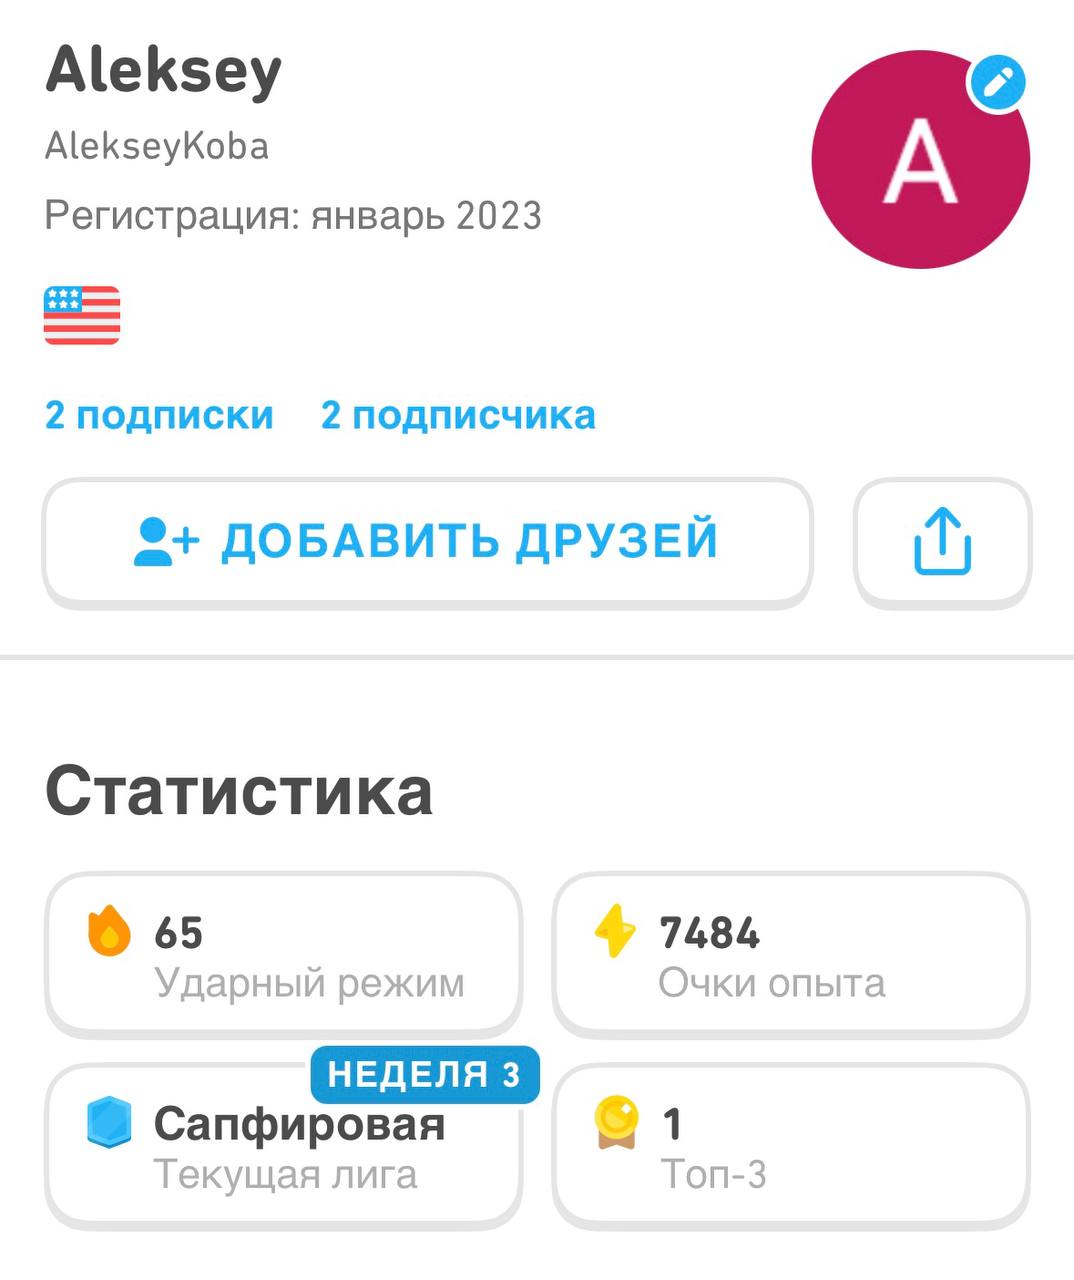 Aleksey
AlekseyKoba
Регистрация: январь 2023
A
2 подписки 2 подписчика
ДОБАВИТЬ ДРУЗЕЙ
Статистика
65
Ударный режим
7484
Очки опыта
НЕДЕЛЯ 3
Сапфировая
Текущая лига
1
Топ-3